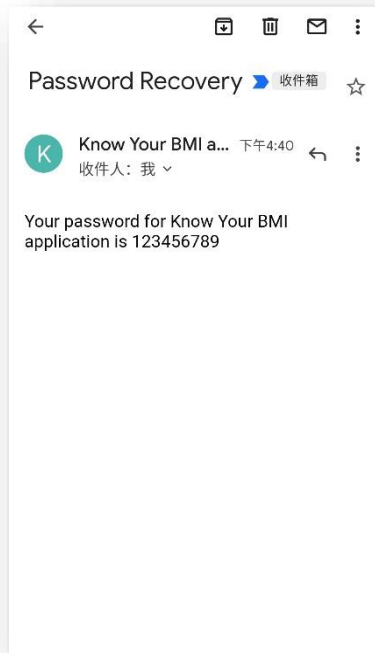 Password Recovery 收件箱
K Know Your BMI a... 下午4:40
收件人：我
Your password for Know Your BMI
application is 123456789